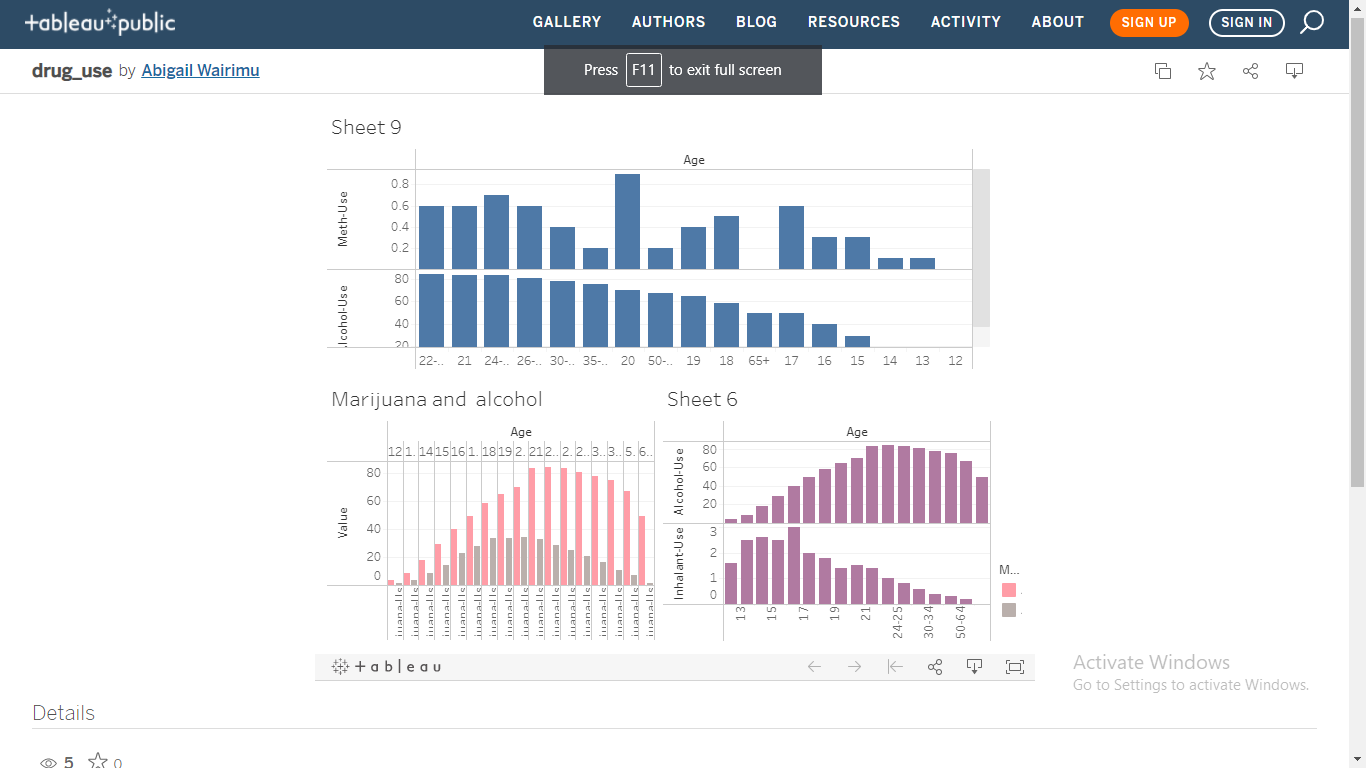 +ableau+public
GALLERY AUTHORS BLOG RESOURCES ACTIVITY ABOUT SIGN UP SIGN IN
drug_use by Abigail Wairimu
Press F11 to exit full screen
Sheet 9
Age
Meth-Use
0.8
0.6
0.4
0.2
lcohol-Use
80
60
40
20
22-.. 21 24-.. 26-.. 30-.. 35-.. 20 50-.. 19 18 65+ 17 16 15 14 13 12
Marijuana and alcohol
Age
12 1. 14 15 16 1. 18 19 2. 21 2.. 2. 2.. 3.. 3.. 5. 6..
Value
80
60
40
20
0
Sheet 6
Age
Alcohol-Use
80
60
40
20
Inhalant-Use
3
2
1
0
13 15 17 19 21 24-25 30-34 50-64
M...
+ableau
Activate Windows
Go to Settings to activate Windows.
Details
5 0